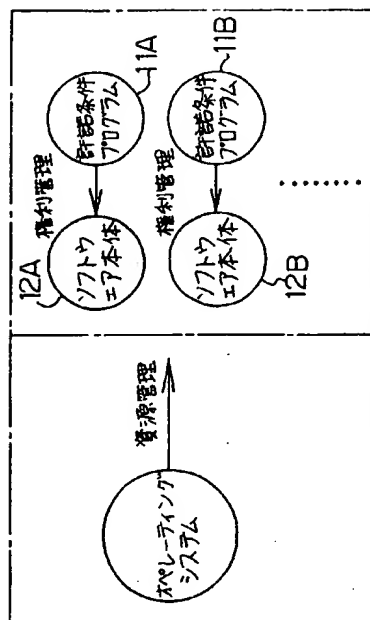 オペレーティング
システム
資源管理
12A
ソフトウ
ェア本体
権利管理
許諾条件
プログラム
11A
12B
ソフトウ
ェア本体
権利管理
許諾条件
プログラム
11B